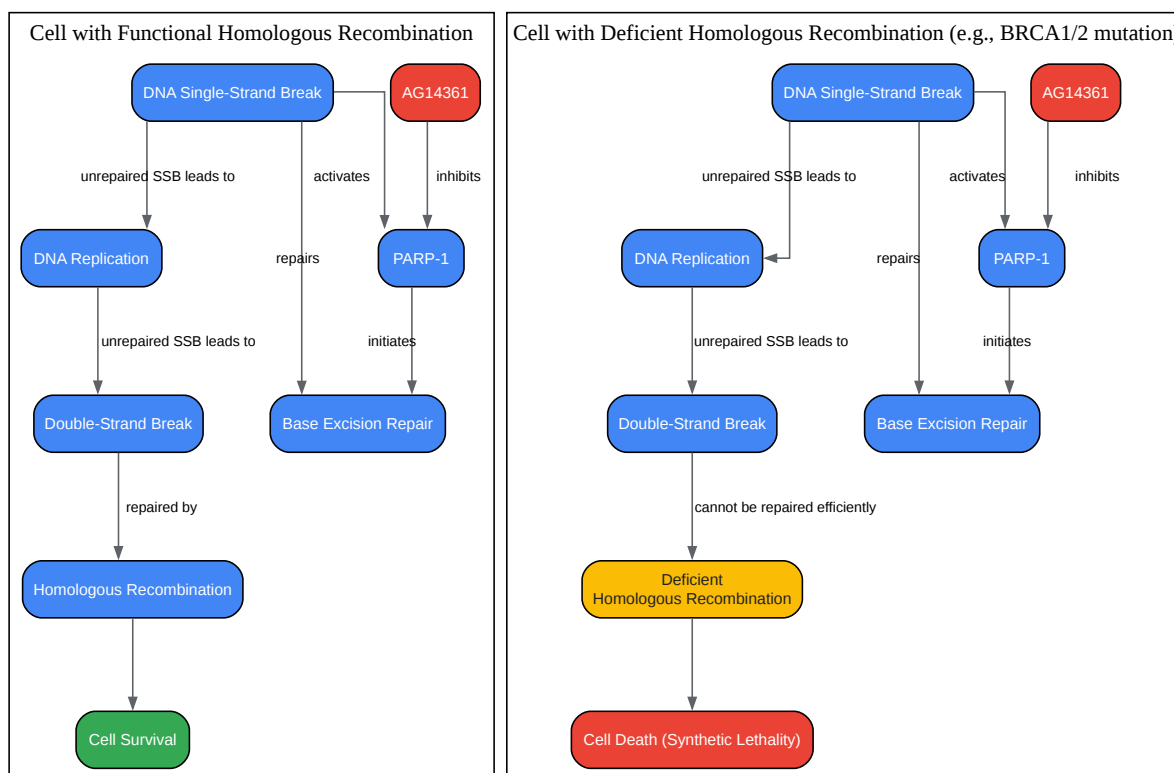 Cell with Functional Homologous Recombination
DNA Single-Strand Break
AG14361
unrepaired SSB leads to
activates
inhibits
DNA Replication
repairs
PARP-1
unrepaired SSB leads to
initiates
Double-Strand Break
Base Excision Repair
repaired by
Homologous Recombination
Cell Survival
Cell with Deficient Homologous Recombination (e.g., BRCA1/2 mutation)
DNA Single-Strand Break
AG14361
unrepaired SSB leads to
activates
inhibits
DNA Replication
repairs
PARP-1
unrepaired SSB leads to
initiates
Double-Strand Break
Base Excision Repair
cannot be repaired efficiently
Deficient
Homologous Recombination
Cell Death (Synthetic Lethality)